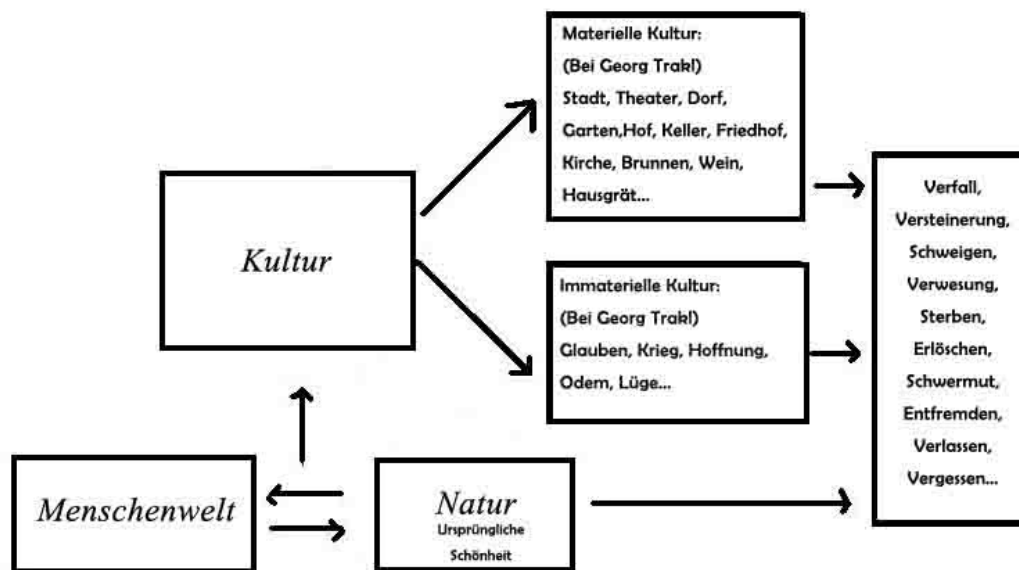 Materielle Kultur:
(Bei Georg Trakl)
Stadt, Theater, Dorf,
Garten,Hof, Keller, Friedhof,
Kirche, Brunnen, Wein,
Hausgrät...
Kultur
Immaterielle Kultur:
(Bei Georg Trakl)
Glauben, Krieg, Hoffnung,
Odem, Lüge...
Verfall,
Versteinerung,
Schweigen,
Verwesung,
Sterben,
Erlöschen,
Schwermut,
Entfremden,
Verlassen,
Vergessen...
Menschenwelt
Natur
Ursprüngliche
Schönheit